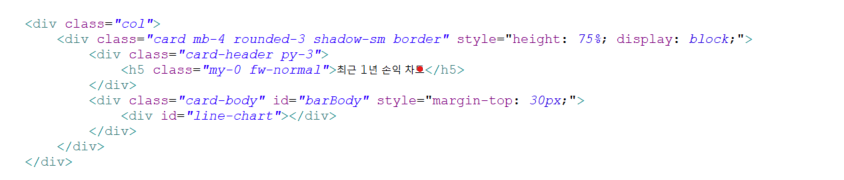 <div class="col">
<div class="card mb-4 rounded-3 shadow-sm border" style="height: 75%; display: block;">
<div class="card-header py-3">
<h5 class="my-0 fw-normal">최근 1년 손익 차</h5>
</div>
<div class="card-body" id="barBody" style="margin-top: 30px;">
<div id="line-chart"></div>
</div>
</div>
</div>